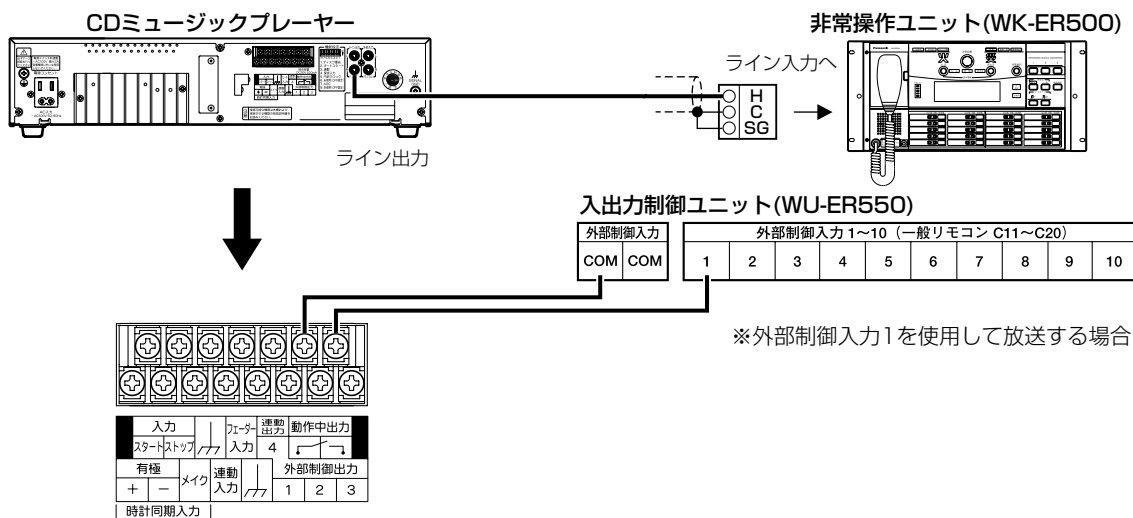 CDミュージックプレーヤー
非常操作ユニット(WK-ER500)
ライン入力へ
H
C
SG
ライン出力
入出力制御ユニット(WU-ER550)
外部制御入力
COM COM
外部制御入力 1～10（一般リモコン C11～C20）
1 2 3 4 5 6 7 8 9 10
※外部制御入力1を使用して放送する場合
入力 フェーダー入力 連動出力 4 動作中出力
スタート ストップ
有極 メイク 連動入力 外部制御出力
+ − 1 2 3
時計同期入力